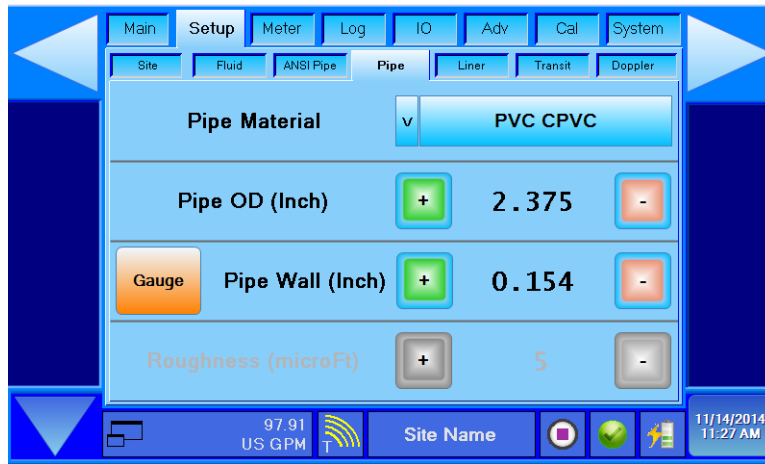 Main Setup Meter Log IO Adv Cal System
Site Fluid ANSI Pipe Pipe Liner Transit Doppler
Pipe Material v PVC CPVC
Pipe OD (Inch) + 2.375 -
Gauge Pipe Wall (Inch) + 0.154 -
Roughness (microFt) + 5 -
97.91
US GPM T Site Name
11/14/2014
11:27 AM